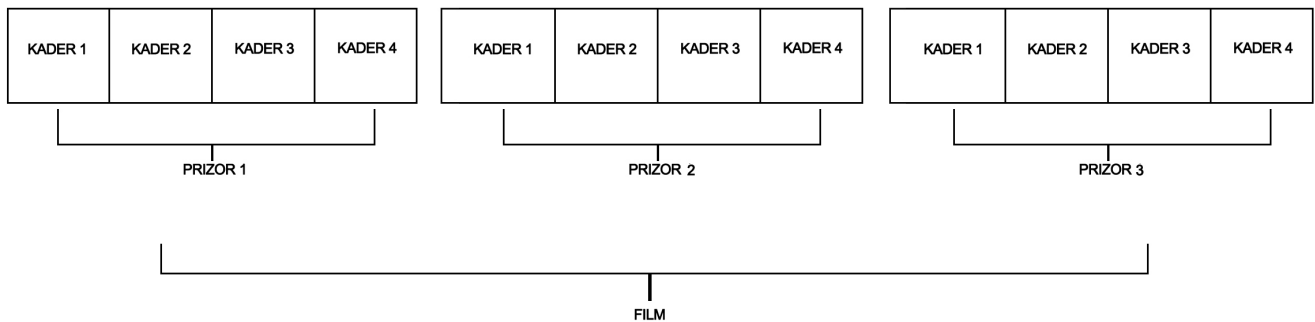 KADER 1 KADER 2 KADER 3 KADER 4 KADER 1 KADER 2 KADER 3 KADER 4 KADER 1 KADER 2 KADER 3 KADER 4
PRIZOR 1 PRIZOR 2 PRIZOR 3
FILM